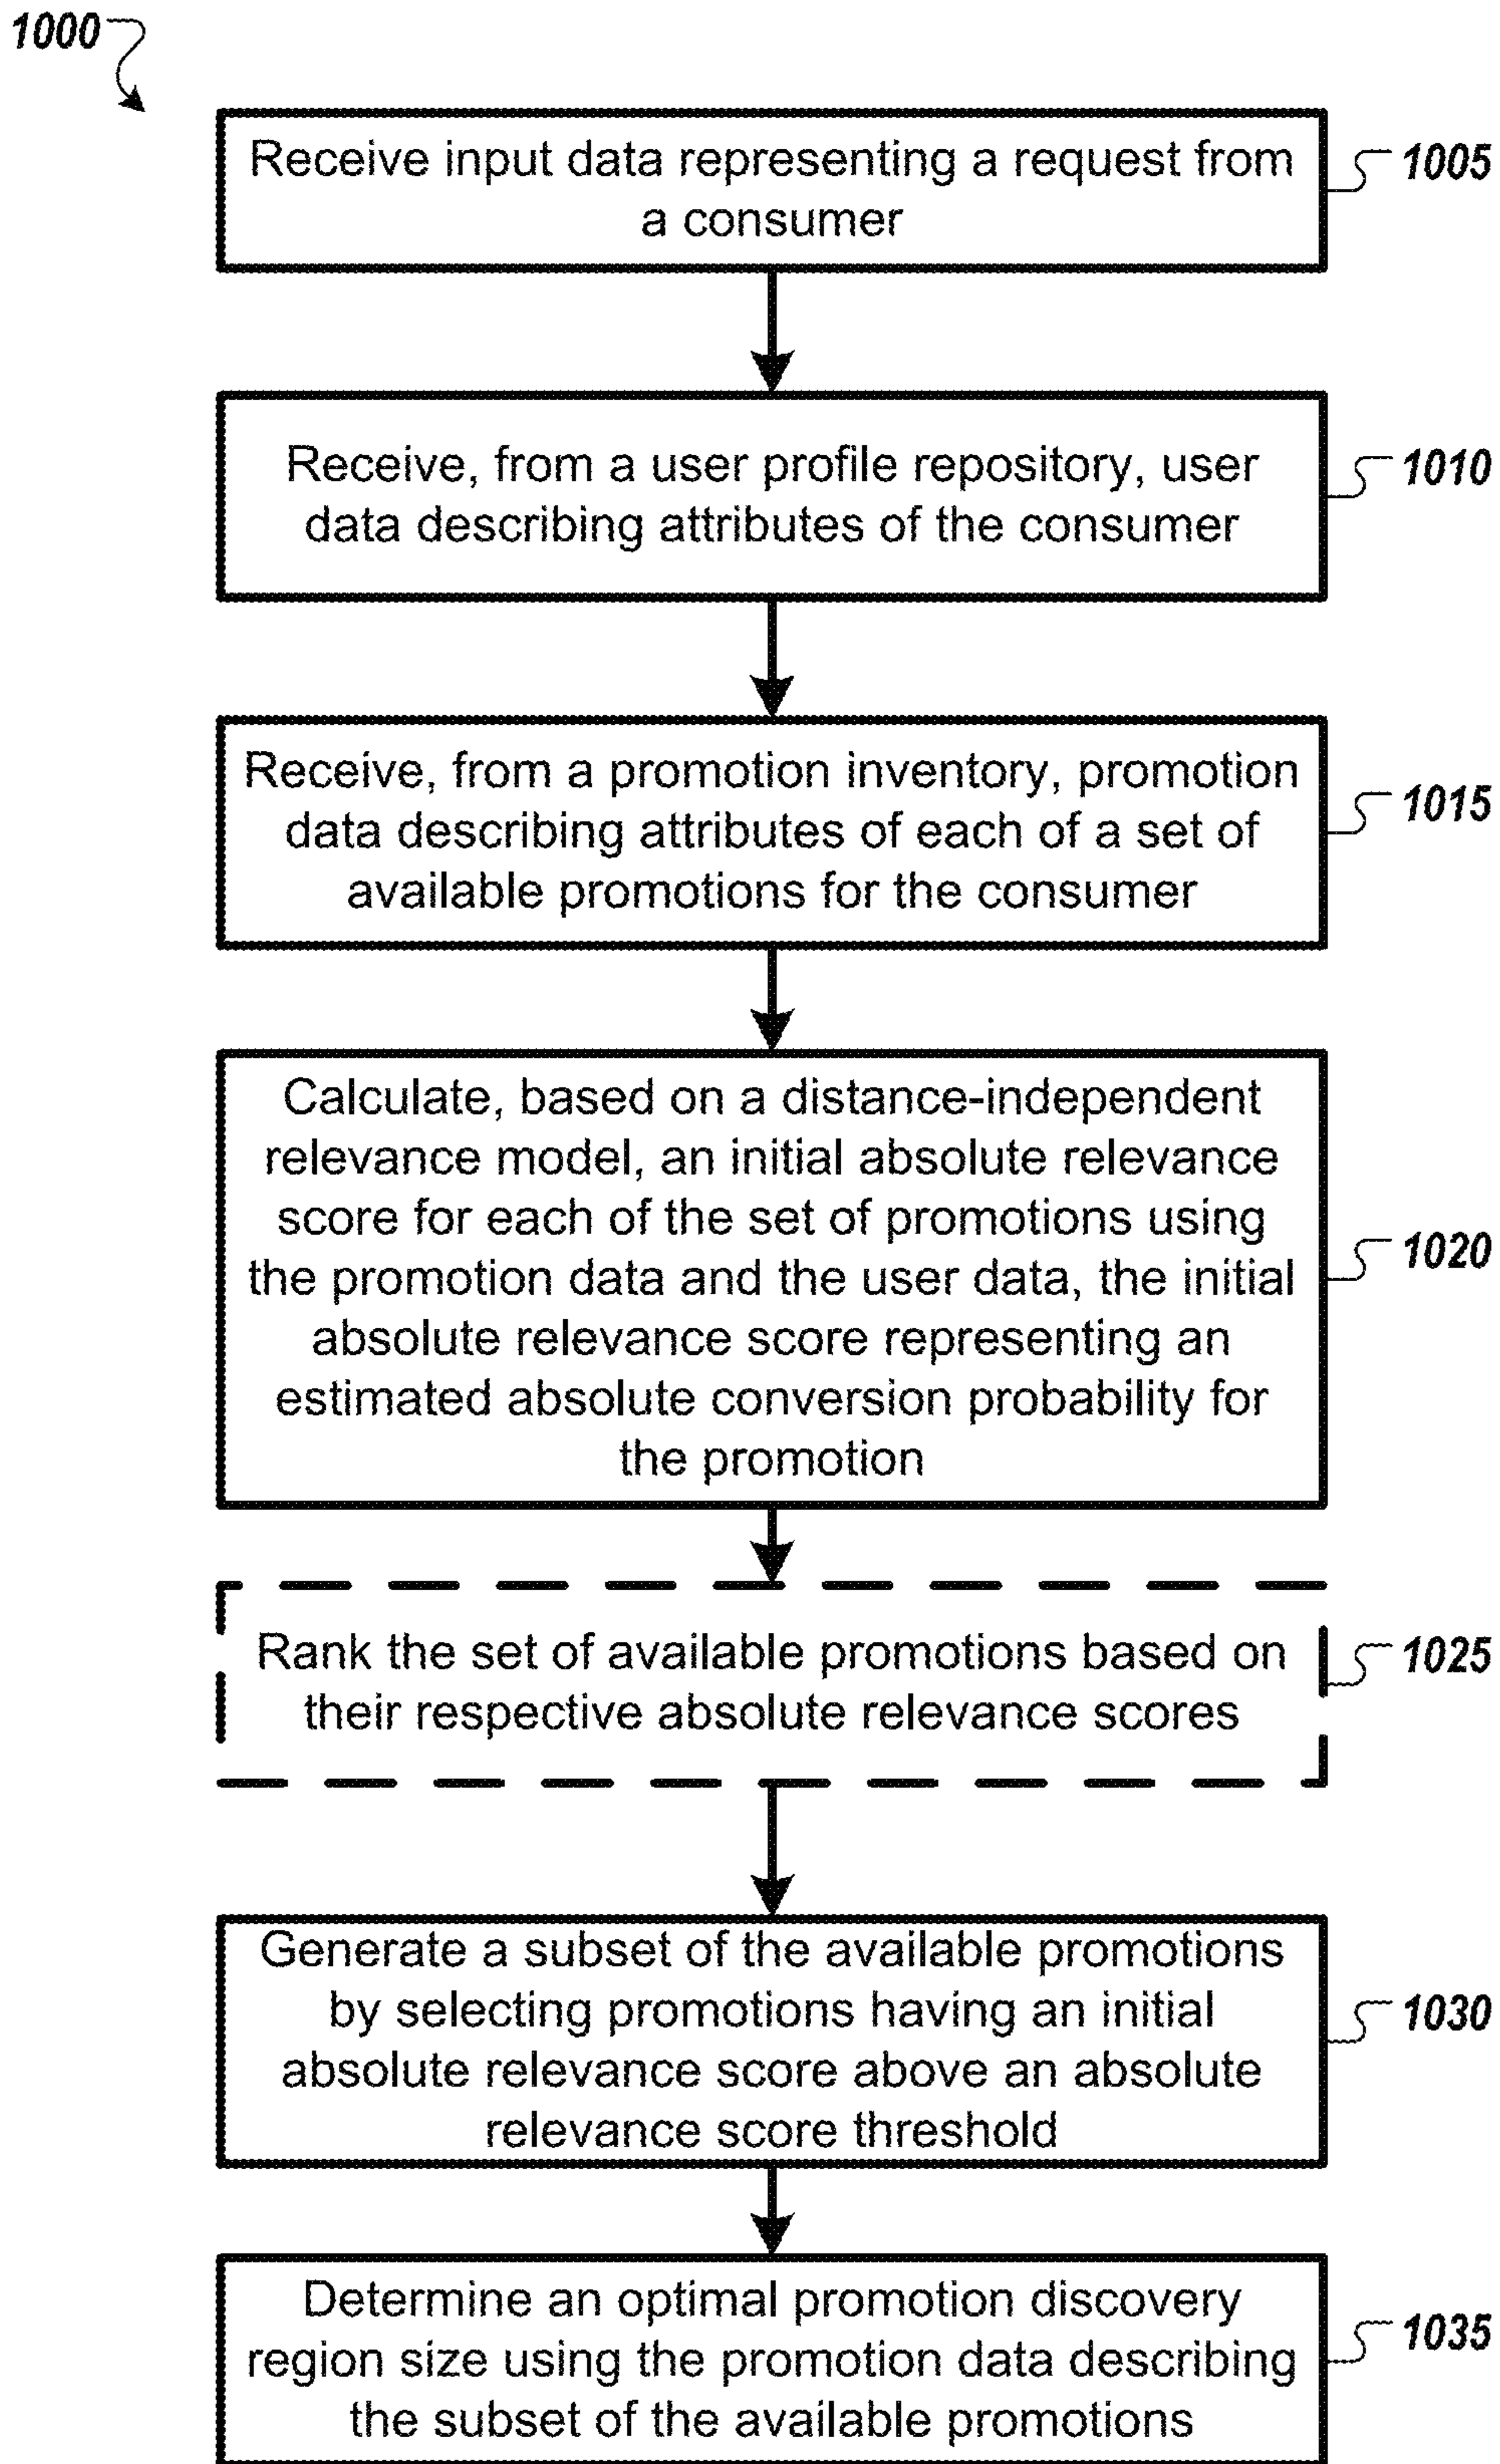 1000
Receive input data representing a request from
a consumer
1005
Receive, from a user profile repository, user
data describing attributes of the consumer
1010
Receive, from a promotion inventory, promotion
data describing attributes of each of a set of
available promotions for the consumer
1015
Calculate, based on a distance-independent
relevance model, an initial absolute relevance
score for each of the set of promotions using
the promotion data and the user data, the initial
absolute relevance score representing an
estimated absolute conversion probability for
the promotion
1020
Rank the set of available promotions based on
their respective absolute relevance scores
1025
Generate a subset of the available promotions
by selecting promotions having an initial
absolute relevance score above an absolute
relevance score threshold
1030
Determine an optimal promotion discovery
region size using the promotion data describing
the subset of the available promotions
1035